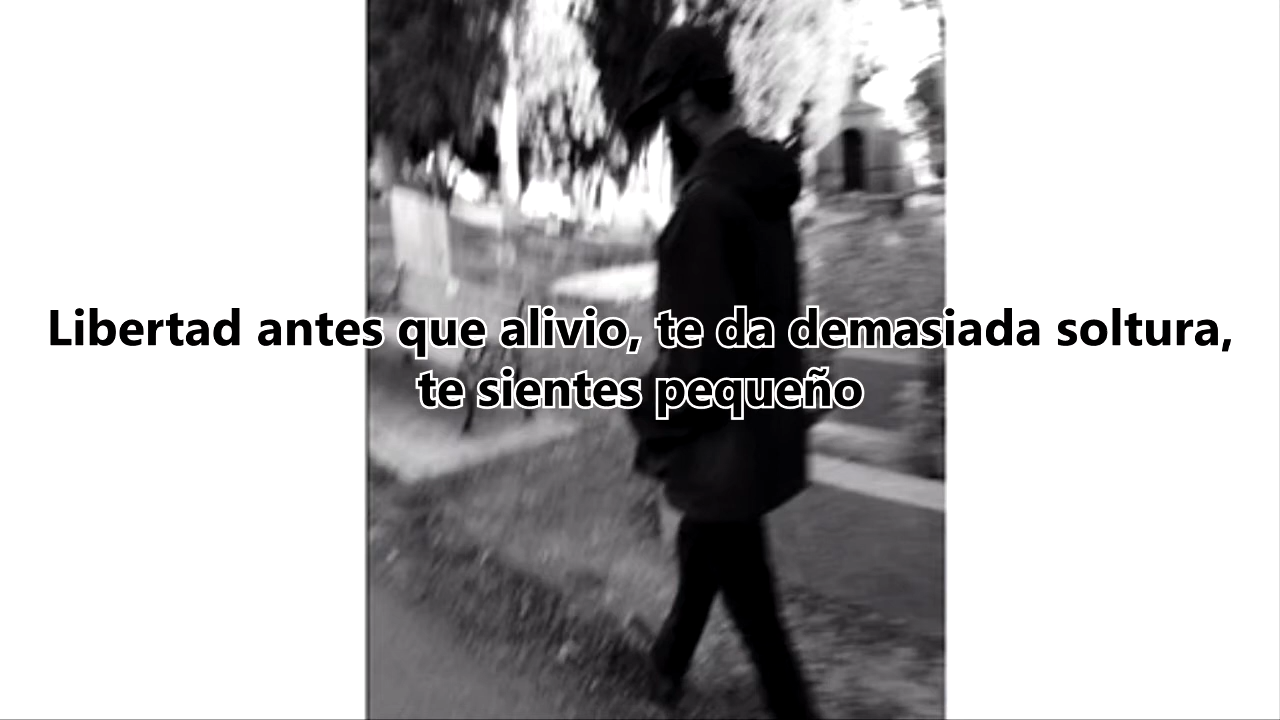 Libertad antes que alivio, te da demasiada soltura,
te sientes pequeño